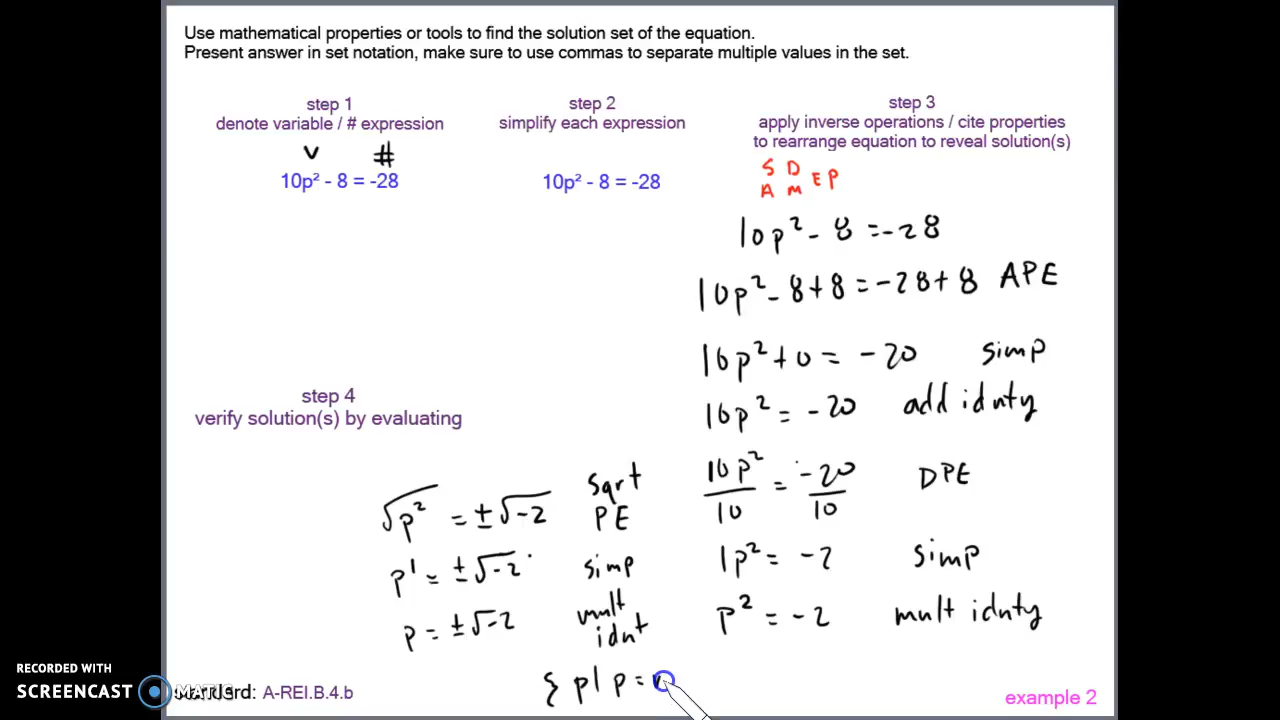 Use mathematical properties or tools to find the solution set of the equation.
Present answer in set notation, make sure to use commas to separate multiple values in the set.
step 1
denote variable / # expression
v #
10p² - 8 = -28
step 2
simplify each expression
10p² - 8 = -28
step 3
apply inverse operations / cite properties
to rearrange equation to reveal solution(s)
S D E P
A M
10p² - 8 = -28
10p² - 8 + 8 = -28 + 8 APE
10p² + 0 = -20 simp
10p² = -20 add idnty
10p²/10 = -20/10 DPE
1p² = -2 simp
p² = -2 mult idnty
step 4
verify solution(s) by evaluating
√p² = ±√-2 Sqrt PE
p¹ = ±√-2 simp
p = ±√-2 mult idnt
{ p | p =
RECORDED WITH
SCREENCAST MATIC
A-REI.B.4.b
example 2